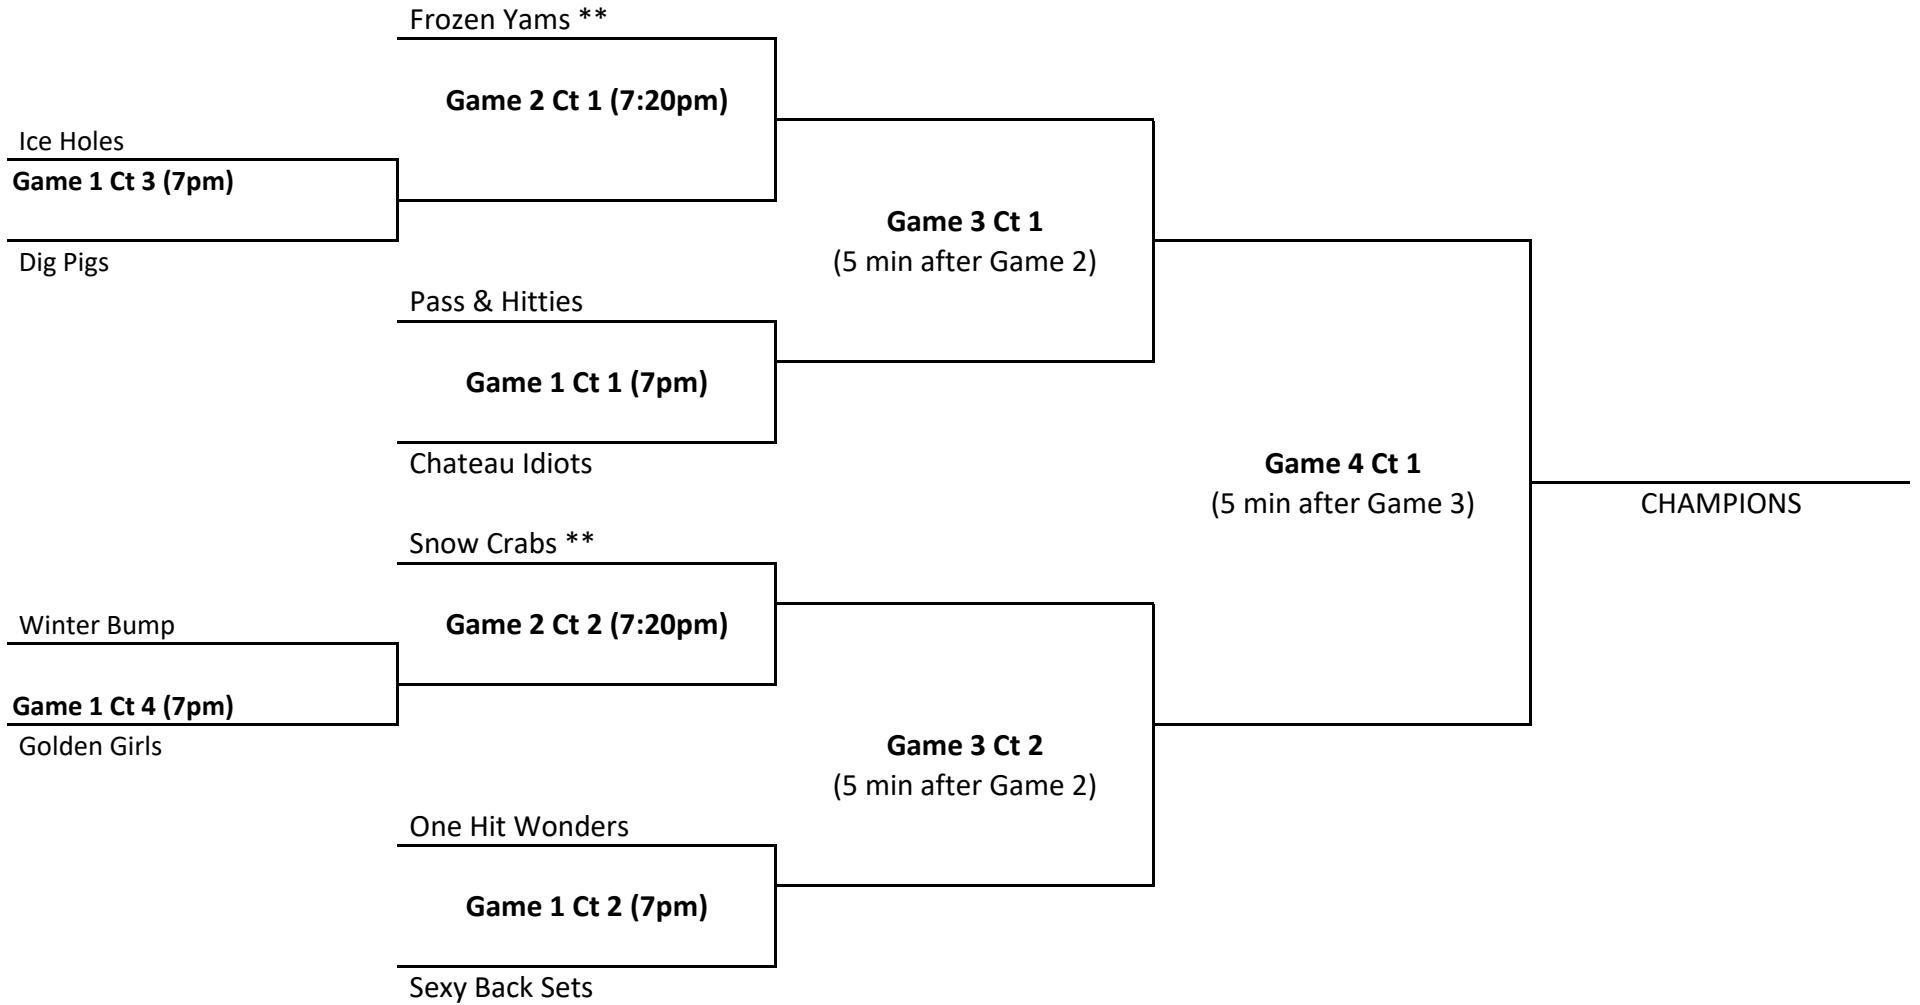 Frozen Yams **
Game 2 Ct 1 (7:20pm)
Ice Holes
Game 1 Ct 3 (7pm)
Dig Pigs
Game 3 Ct 1
(5 min after Game 2)
Pass & Hitties
Game 1 Ct 1 (7pm)
Chateau Idiots
Game 4 Ct 1
(5 min after Game 3)
CHAMPIONS
Snow Crabs **
Winter Bump
Game 2 Ct 2 (7:20pm)
Game 1 Ct 4 (7pm)
Golden Girls
Game 3 Ct 2
(5 min after Game 2)
One Hit Wonders
Game 1 Ct 2 (7pm)
Sexy Back Sets